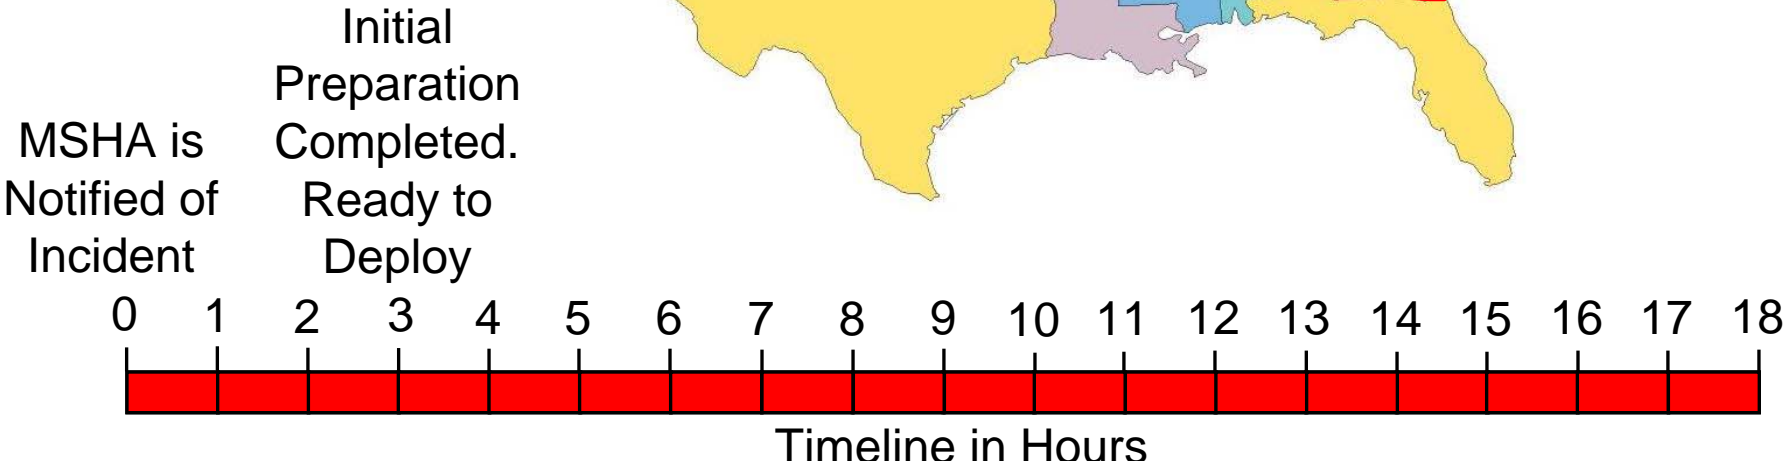 MSHA is
Notified of
Incident
Initial
Preparation
Completed.
Ready to
Deploy
0 1 2 3 4 5 6 7 8 9 10 11 12 13 14 15 16 17 18
Timeline in Hours